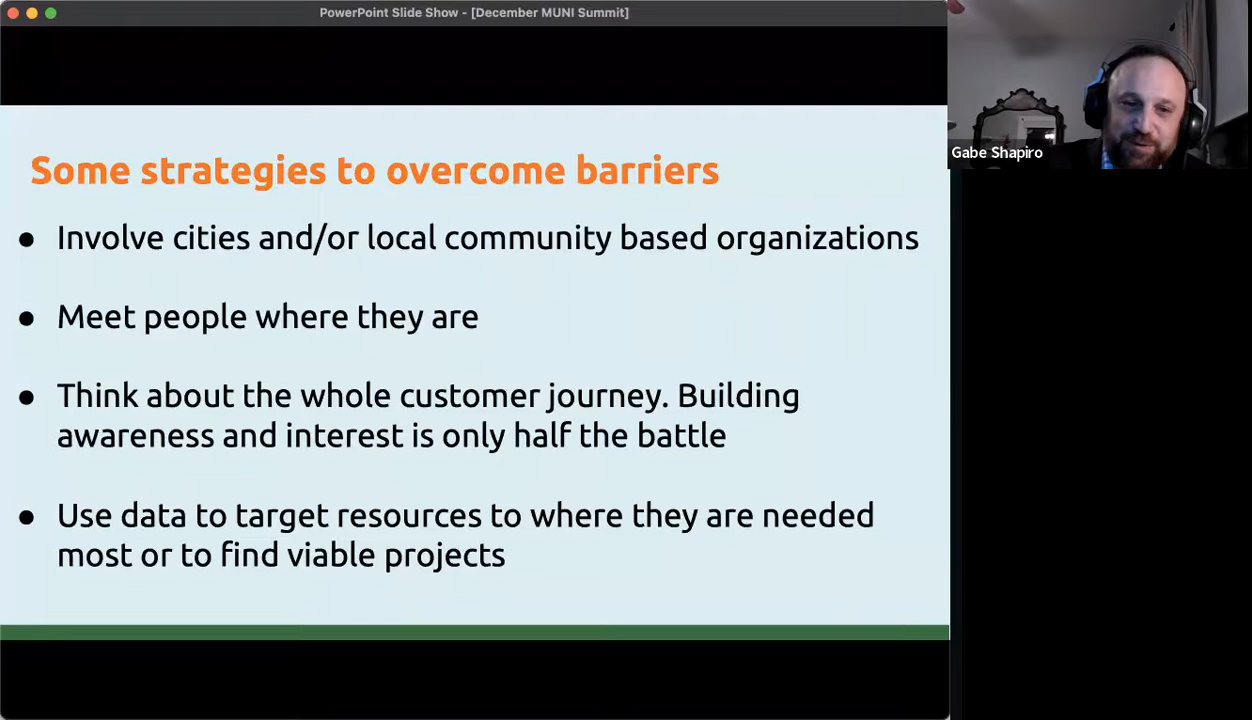 PowerPoint Slide Show - [December MUNI Summit]
Gabe Shapiro
Some strategies to overcome barriers
● Involve cities and/or local community based organizations
● Meet people where they are
● Think about the whole customer journey. Building
awareness and interest is only half the battle
● Use data to target resources to where they are needed
most or to find viable projects